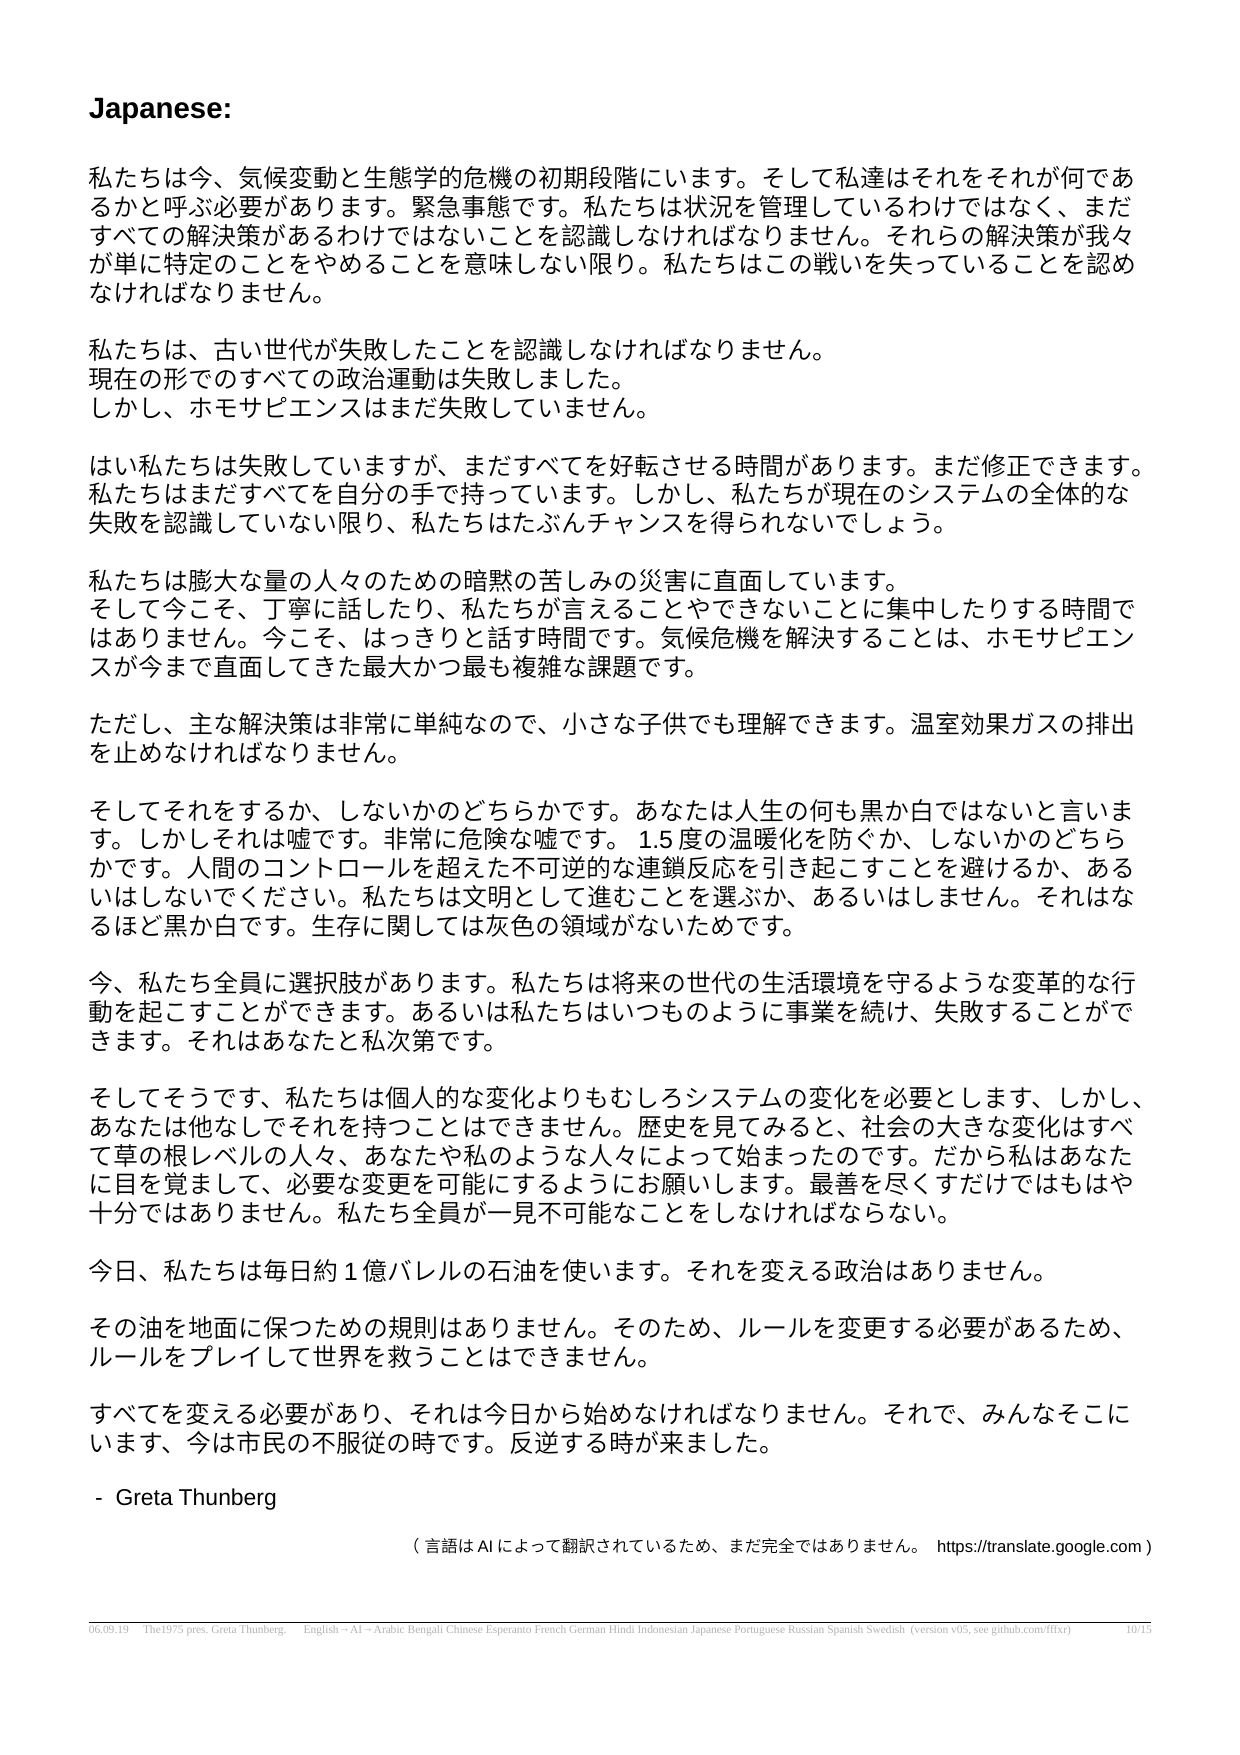 Japanese:
私たちは今、気候変動と生態学的危機の初期段階にいます。そして私達はそれをそれが何であ
るかと呼ぶ必要があります。緊急事態です。私たちは状況を管理しているわけではなく、まだ
すべての解決策があるわけではないことを認識しなければなりません。それらの解決策が我々
が単に特定のことをやめることを意味しない限り。私たちはこの戦いを失っていることを認め
なければなりません。
私たちは、古い世代が失敗したことを認識しなければなりません。
現在の形でのすべての政治運動は失敗しました。
しかし、ホモサピエンスはまだ失敗していません。
はい私たちは失敗していますが、まだすべてを好転させる時間があります。まだ修正できます。
私たちはまだすべてを自分の手で持っています。しかし、私たちが現在のシステムの全体的な
失敗を認識していない限り、私たちはたぶんチャンスを得られないでしょう。
私たちは膨大な量の人々のための暗黙の苦しみの災害に直面しています。
そして今こそ、丁寧に話したり、私たちが言えることやできないことに集中したりする時間で
はありません。今こそ、はっきりと話す時間です。気候危機を解決することは、ホモサピエン
スが今まで直面してきた最大かつ最も複雑な課題です。
ただし、主な解決策は非常に単純なので、小さな子供でも理解できます。温室効果ガスの排出
を止めなければなりません。
そしてそれをするか、しないかのどちらかです。あなたは人生の何も黒か白ではないと言いま
す。しかしそれは嘘です。非常に危険な嘘です。 1.5 度の温暖化を防ぐか、しないかのどちら
かです。人間のコントロールを超えた不可逆的な連鎖反応を引き起こすことを避けるか、ある
いはしないでください。私たちは文明として進むことを選ぶか、あるいはしません。それはな
るほど黒か白です。生存に関しては灰色の領域がないためです。
今、私たち全員に選択肢があります。私たちは将来の世代の生活環境を守るような変革的な行
動を起こすことができます。あるいは私たちはいつものように事業を続け、失敗することがで
きます。それはあなたと私次第です。
そしてそうです、私たちは個人的な変化よりもむしろシステムの変化を必要とします、しかし、
あなたは他なしでそれを持つことはできません。歴史を見てみると、社会の大きな変化はすべ
て草の根レベルの人々、あなたや私のような人々によって始まったのです。だから私はあなた
に目を覚まして、必要な変更を可能にするようにお願いします。最善を尽くすだけではもはや
十分ではありません。私たち全員が一見不可能なことをしなければならない。
今日、私たちは毎日約 1 億バレルの石油を使います。それを変える政治はありません。
その油を地面に保つための規則はありません。そのため、ルールを変更する必要があるため、
ルールをプレイして世界を救うことはできません。
すべてを変える必要があり、それは今日から始めなければなりません。それで、みんなそこに
います、今は市民の不服従の時です。反逆する時が来ました。
- Greta Thunberg
( 言語は AI によって翻訳されているため、まだ完全ではありません。 https://translate.google.com )
06.09.19 The1975 pres. Greta Thunberg. English→AI→Arabic Bengali Chinese Esperanto French German Hindi Indonesian Japanese Portuguese Russian Spanish Swedish (version v05, see github.com/fffxr) 10/15